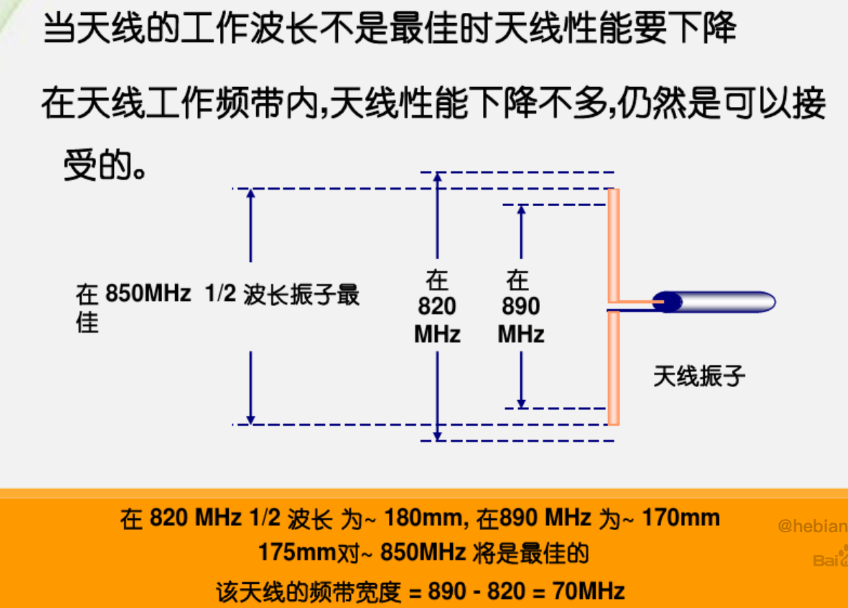 当天线的工作波长不是最佳时天线性能要下降
在天线工作频带内,天线性能下降不多,仍然是可以接
受的。
在 850MHz 1/2 波长振子最
佳
在
820
MHz
在
890
MHz
天线振子
在 820 MHz 1/2 波长 为~ 180mm, 在890 MHz 为~ 170mm
175mm对~ 850MHz 将是最佳的
该天线的频带宽度 = 890 - 820 = 70MHz
@hebian
Bai